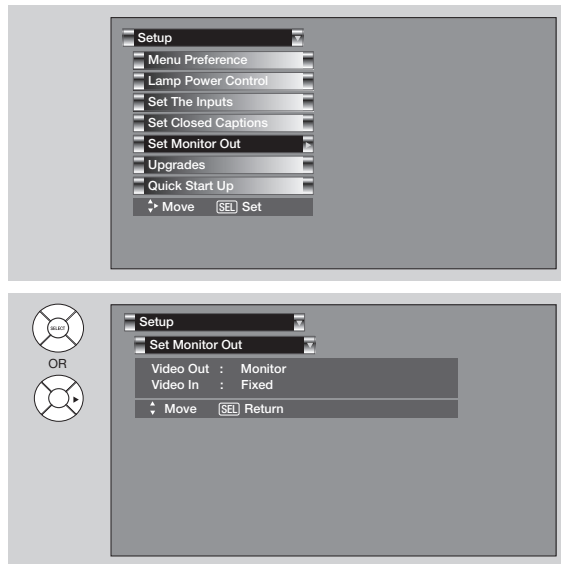 Setup
Menu Preference
Lamp Power Control
Set The Inputs
Set Closed Captions
Set Monitor Out
Upgrades
Quick Start Up
Move SEL Set
SELECT
OR
Setup
Set Monitor Out
Video Out : Monitor
Video In : Fixed
Move SEL Return